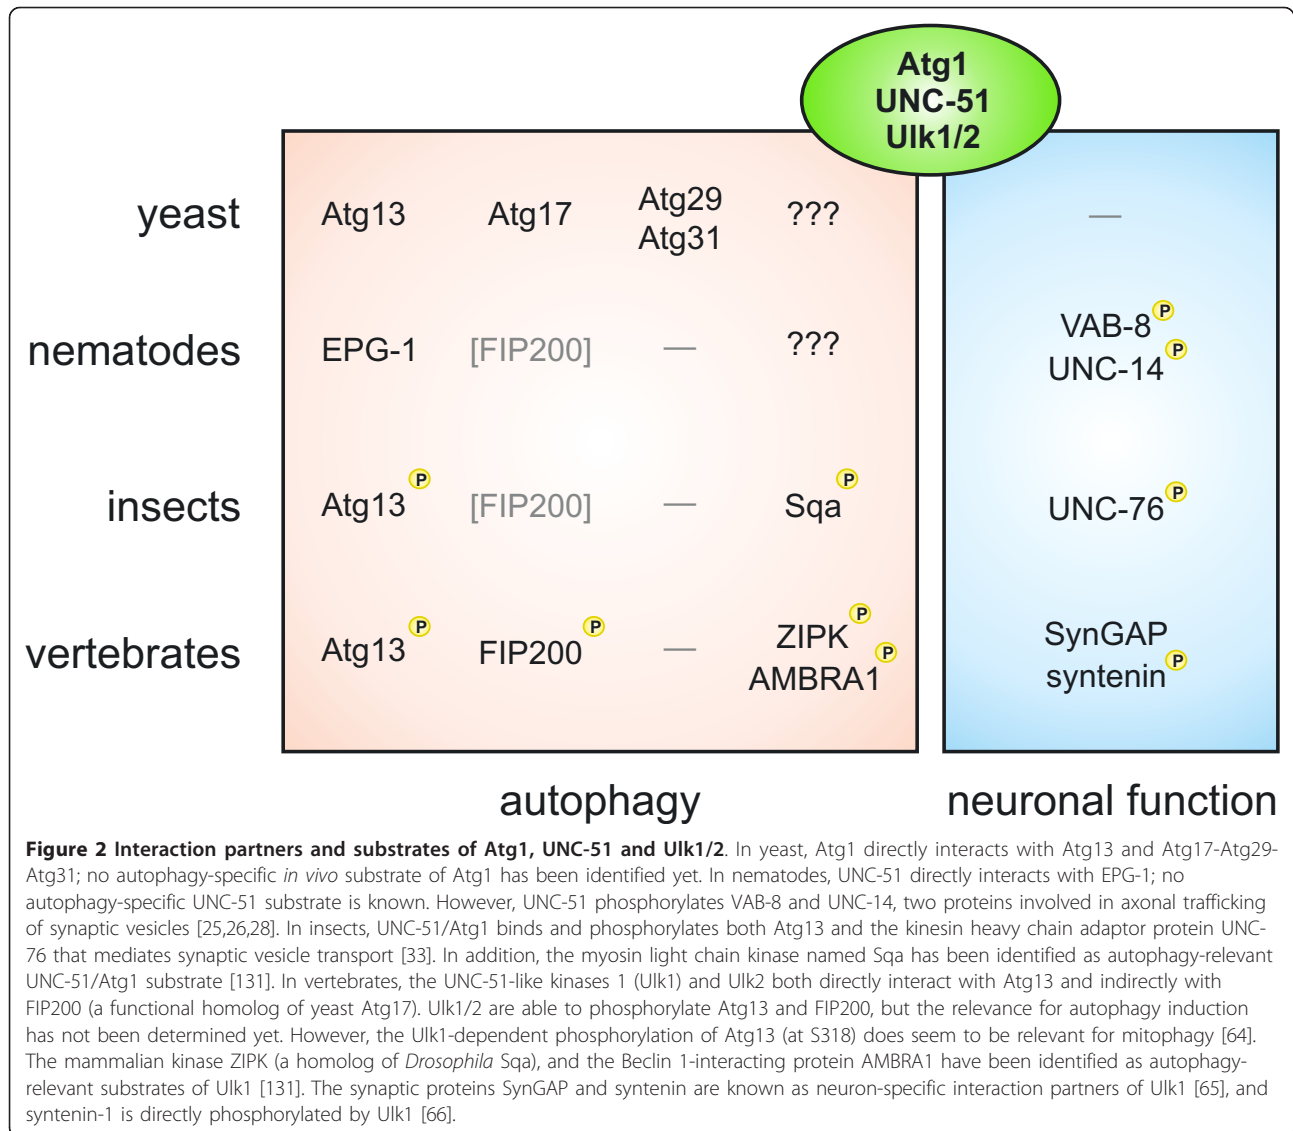 Atg1
UNC-51
Ulk1/2
yeast Atg13 Atg17 Atg29 Atg31 ??? —
nematodes EPG-1 [FIP200] — ??? VAB-8 P UNC-14 P
insects Atg13 P [FIP200] — Sqa P UNC-76 P
vertebrates Atg13 P FIP200 P — ZIPK P AMBRA1 P SynGAP syntenin P
autophagy neuronal function
Figure 2 Interaction partners and substrates of Atg1, UNC-51 and Ulk1/2. In yeast, Atg1 directly interacts with Atg13 and Atg17-Atg29-
Atg31; no autophagy-specific in vivo substrate of Atg1 has been identified yet. In nematodes, UNC-51 directly interacts with EPG-1; no
autophagy-specific UNC-51 substrate is known. However, UNC-51 phosphorylates VAB-8 and UNC-14, two proteins involved in axonal trafficking
of synaptic vesicles [25,26,28]. In insects, UNC-51/Atg1 binds and phosphorylates both Atg13 and the kinesin heavy chain adaptor protein UNC-
76 that mediates synaptic vesicle transport [33]. In addition, the myosin light chain kinase named Sqa has been identified as autophagy-relevant
UNC-51/Atg1 substrate [131]. In vertebrates, the UNC-51-like kinases 1 (Ulk1) and Ulk2 both directly interact with Atg13 and indirectly with
FIP200 (a functional homolog of yeast Atg17). Ulk1/2 are able to phosphorylate Atg13 and FIP200, but the relevance for autophagy induction
has not been determined yet. However, the Ulk1-dependent phosphorylation of Atg13 (at S318) does seem to be relevant for mitophagy [64].
The mammalian kinase ZIPK (a homolog of Drosophila Sqa), and the Beclin 1-interacting protein AMBRA1 have been identified as autophagy-
relevant substrates of Ulk1 [131]. The synaptic proteins SynGAP and syntenin are known as neuron-specific interaction partners of Ulk1 [65], and
syntenin-1 is directly phosphorylated by Ulk1 [66].